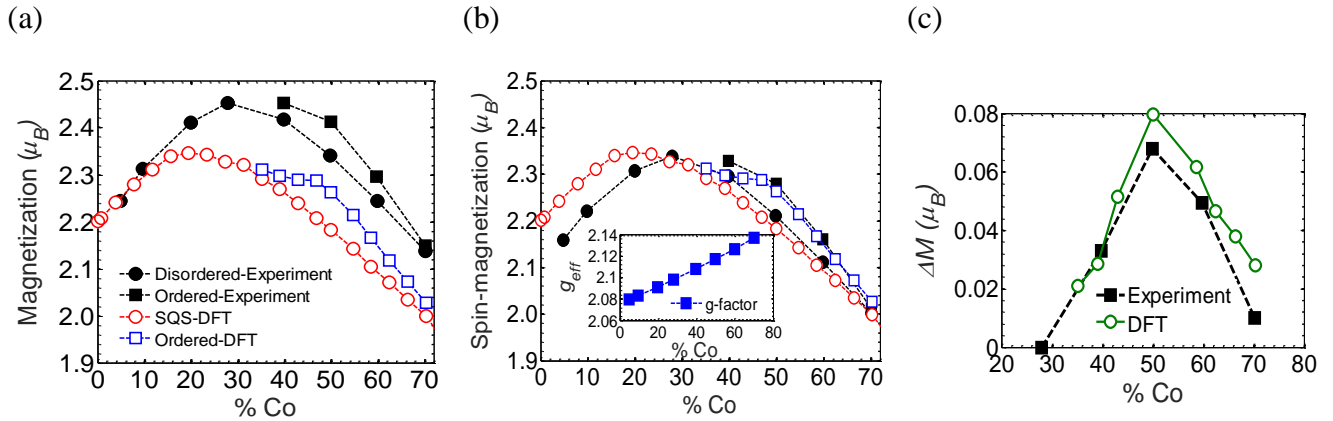 (a)
2.5
2.4
2.3
2.2
2.1
2.0
1.9
Magnetization (μB)
Disordered-Experiment
Ordered-Experiment
SQS-DFT
Ordered-DFT
0 10 20 30 40 50 60 70
% Co
(b)
2.5
2.4
2.3
2.2
2.1
2.0
1.9
Spin-magnetization (μB)
2.14
2.12
2.10
2.08
2.06
geff
g-factor
0 20 40 60 80
% Co
0 10 20 30 40 50 60 70
% Co
(c)
0.08
0.06
0.04
0.02
0
ΔM (μB)
Experiment
DFT
20 30 40 50 60 70 80
% Co